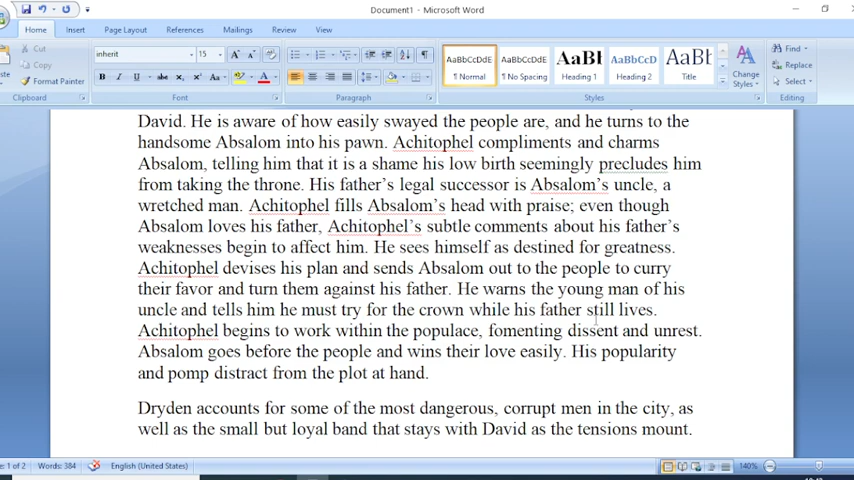 Document1 - Microsoft Word
Home Insert Page Layout References Mailings Review View
Cut
Copy
Format Painter
Clipboard
inherit 15
Font
Paragraph
AaBbCcDdE AaBbCcDdE AaBl AaBbCcD AaBl
¶ Normal ¶ No Spacing Heading 1 Heading 2 Title
Change Styles
Styles
Find
Replace
Select
Editing
David. He is aware of how easily swayed the people are, and he turns to the
handsome Absalom into his pawn. Achitophel compliments and charms
Absalom, telling him that it is a shame his low birth seemingly precludes him
from taking the throne. His father’s legal successor is Absalom’s uncle, a
wretched man. Achitophel fills Absalom’s head with praise; even though
Absalom loves his father, Achitophel’s subtle comments about his father’s
weaknesses begin to affect him. He sees himself as destined for greatness.
Achitophel devises his plan and sends Absalom out to the people to curry
their favor and turn them against his father. He warns the young man of his
uncle and tells him he must try for the crown while his father still lives.
Achitophel begins to work within the populace, fomenting dissent and unrest.
Absalom goes before the people and wins their love easily. His popularity
and pomp distract from the plot at hand.
Dryden accounts for some of the most dangerous, corrupt men in the city, as
well as the small but loyal band that stays with David as the tensions mount.
1 of 2 Words: 384 English (United States) 140%